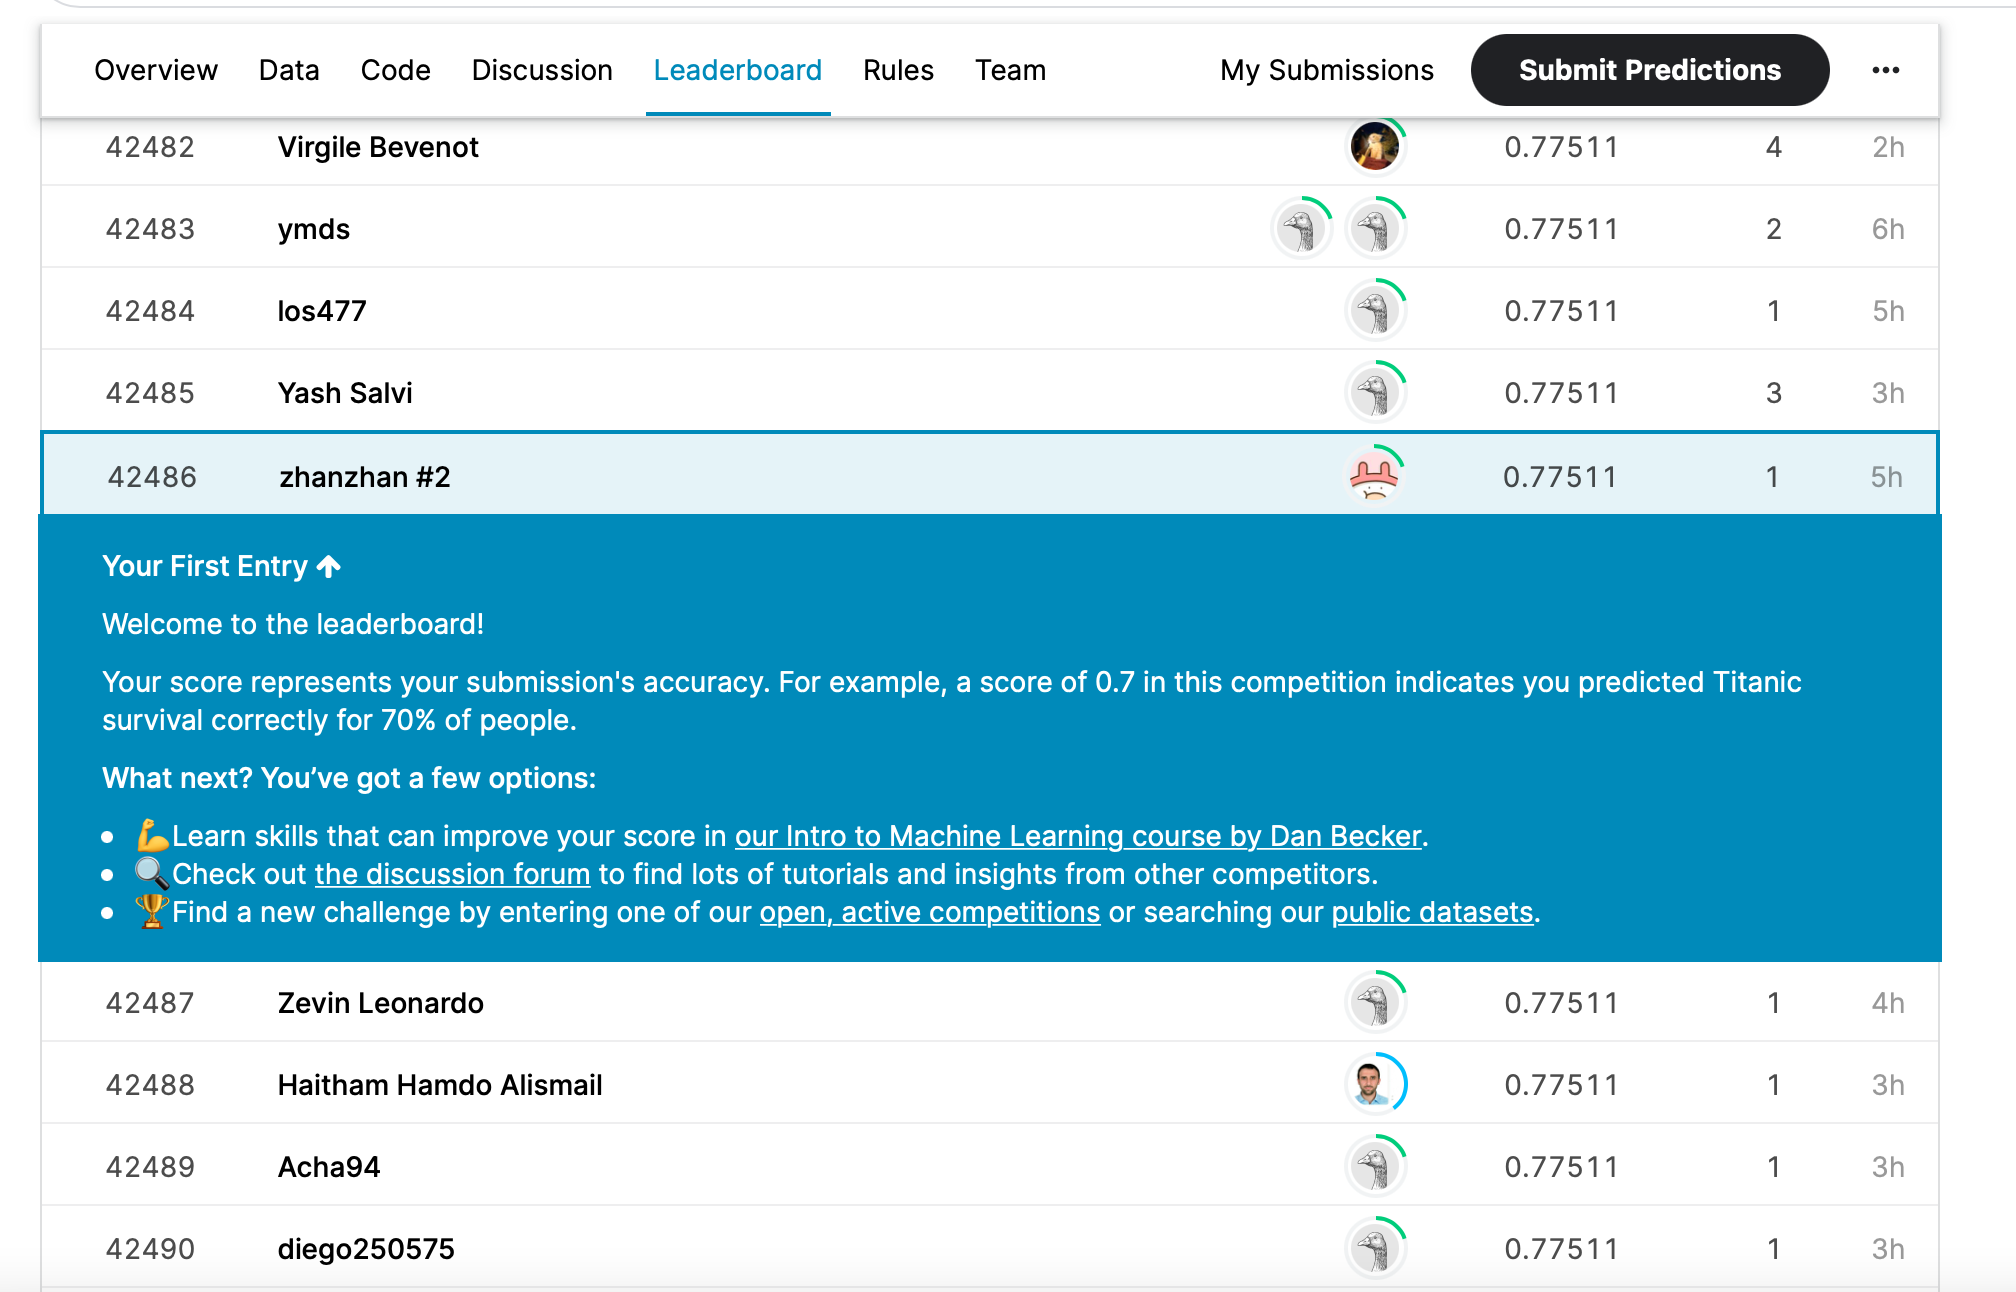 Overview Data Code Discussion Leaderboard Rules Team My Submissions Submit Predictions
42482 Virgile Bevenot 0.77511 4 2h
42483 ymds 0.77511 2 6h
42484 los477 0.77511 1 5h
42485 Yash Salvi 0.77511 3 3h
42486 zhanzhan #2 0.77511 1 5h
Your First Entry
Welcome to the leaderboard!
Your score represents your submission's accuracy. For example, a score of 0.7 in this competition indicates you predicted Titanic
survival correctly for 70% of people.
What next? You’ve got a few options:
Learn skills that can improve your score in our Intro to Machine Learning course by Dan Becker.
Check out the discussion forum to find lots of tutorials and insights from other competitors.
Find a new challenge by entering one of our open, active competitions or searching our public datasets.
42487 Zevin Leonardo 0.77511 1 4h
42488 Haitham Hamdo Alismail 0.77511 1 3h
42489 Acha94 0.77511 1 3h
42490 diego250575 0.77511 1 3h